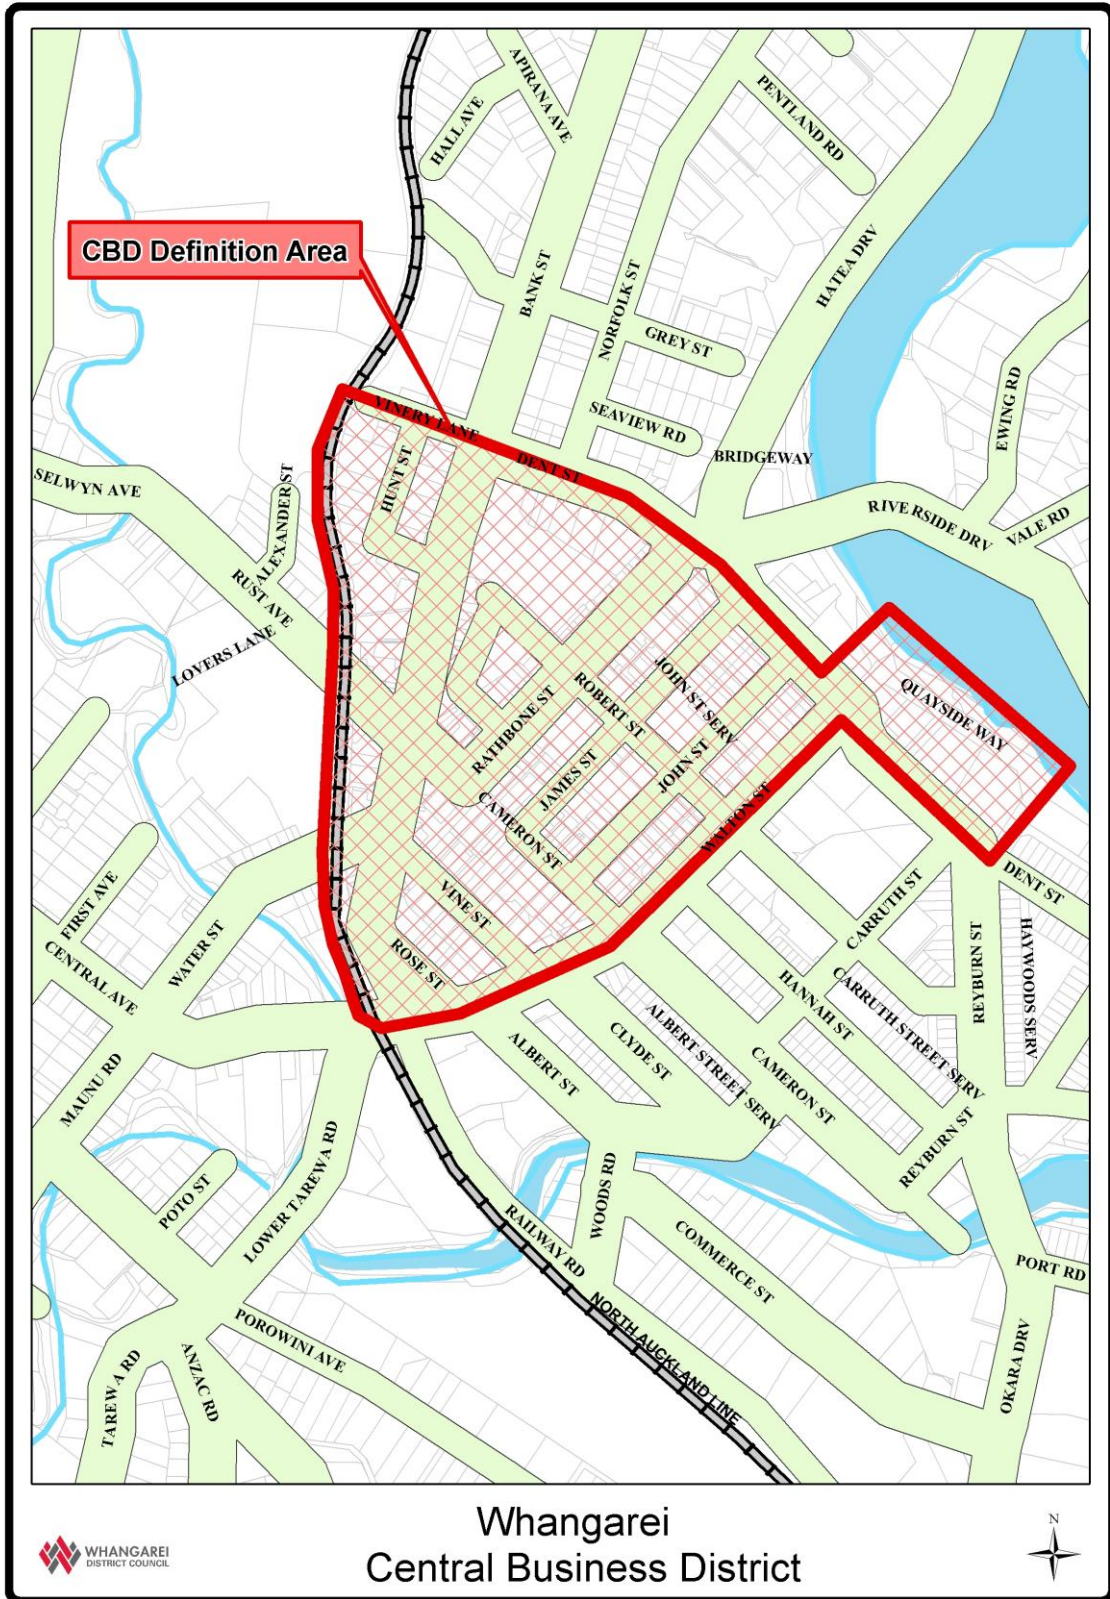 APIRANA AVE
HALL AVE
PENTLAND RD
CBD Definition Area
BANK ST
NORFOLK ST
HATEA DRV
GREY ST
VINERY LANE
SEAVIEW RD
EWING RD
DENT ST
BRIDGEWAY
SELWYN AVE
HUNT ST
ALEXANDER ST
RIVERSIDE DRV
VALE RD
RUST AVE
LOVERS LANE
QUAYSIDE WAY
JOHN ST SERV
ROBERT ST
RATHBONE ST
JAMES ST
JOHN ST
WALTON ST
CAMERON ST
VINE ST
ROSE ST
FIRST AVE
WATER ST
CENTRAL AVE
DENT ST
CARRUTH ST
REYBURN ST
HAYWOODS SERV
HANNAH ST
CARRUTH STREET SERV
MAUNU RD
ALBERT ST
CLYDE ST
ALBERT STREET SERV
CAMERON ST
REYBURN ST
LOWER TAREWA RD
POTO ST
WOODS RD
RAILWAY RD
COMMERCE ST
PORT RD
NORTH AUCKLAND LINE
POROWINI AVE
TAREWA RD
ANZAC RD
OKARA DRV
WHANGAREI
DISTRICT COUNCIL
Whangarei
Central Business District
N